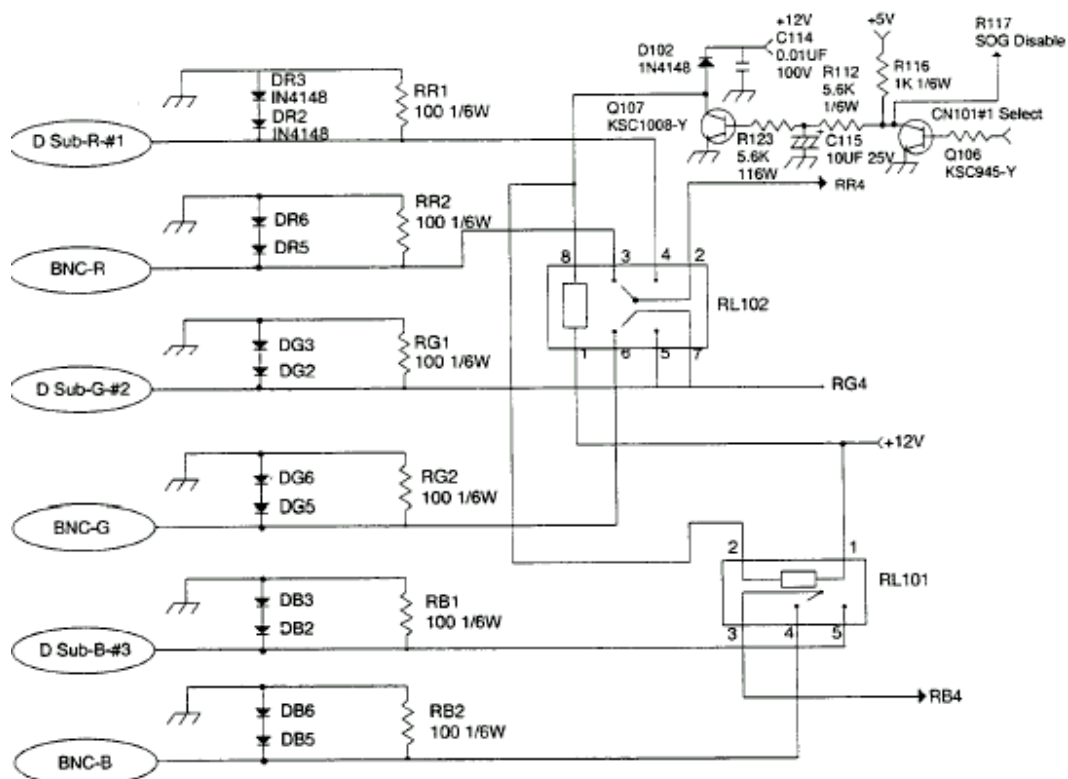 +12V
C114
0.01UF
100V
D102
1N4148
+5V
R117
SOG Disable
R116
1K 1/6W
R112
5.6K
1/6W
CN101#1 Select
Q107
KSC1008-Y
R123
5.6K
116W
C115
10UF 25V
Q106
KSC945-Y
DR3
IN4148
DR2
IN4148
RR1
100 1/6W
D Sub-R-#1
RR4
DR6
DR5
RR2
100 1/6W
BNC-R
8 3 4 2
RL102
1 6 5 7
DG3
DG2
RG1
100 1/6W
D Sub-G-#2
RG4
+12V
DG6
DG5
RG2
100 1/6W
BNC-G
2 1
RL101
3 4 5
DB3
DB2
RB1
100 1/6W
D Sub-B-#3
RB4
DB6
DB5
RB2
100 1/6W
BNC-B